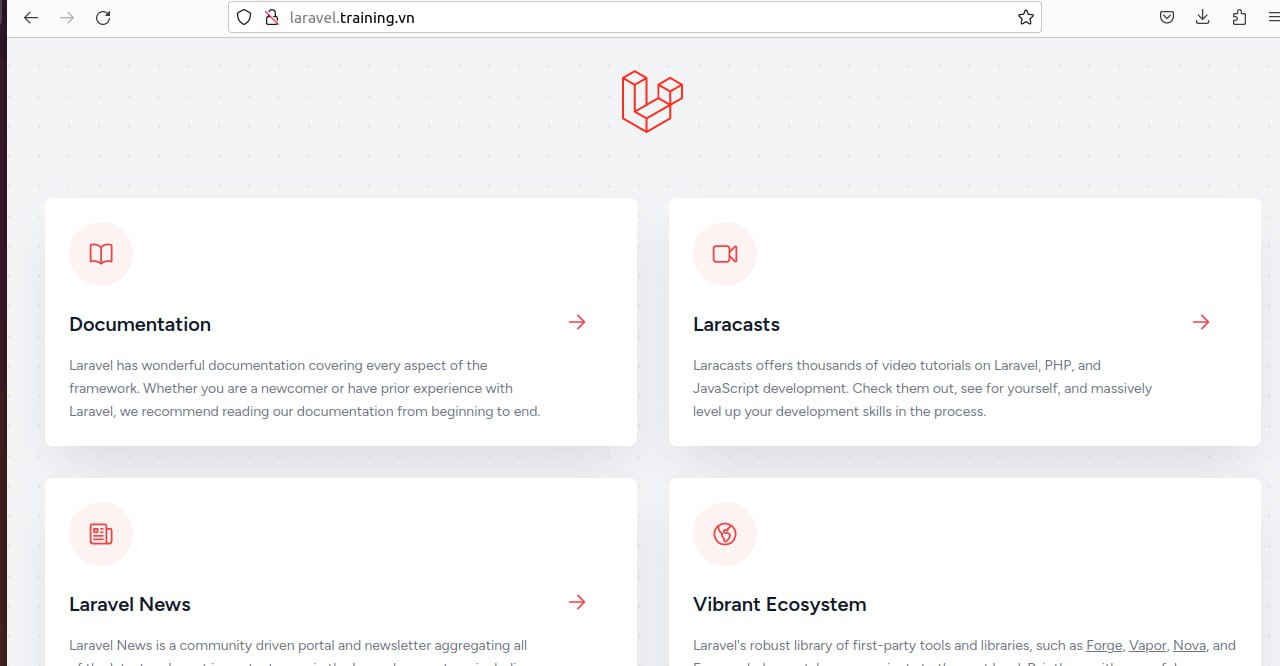 laravel.training.vn
Documentation
Laravel has wonderful documentation covering every aspect of the
framework. Whether you are a newcomer or have prior experience with
Laravel, we recommend reading our documentation from beginning to end.
Laracasts
Laracasts offers thousands of video tutorials on Laravel, PHP, and
JavaScript development. Check them out, see for yourself, and massively
level up your development skills in the process.
Laravel News
Laravel News is a community driven portal and newsletter aggregating all
Vibrant Ecosystem
Laravel's robust library of first-party tools and libraries, such as Forge, Vapor, Nova, and